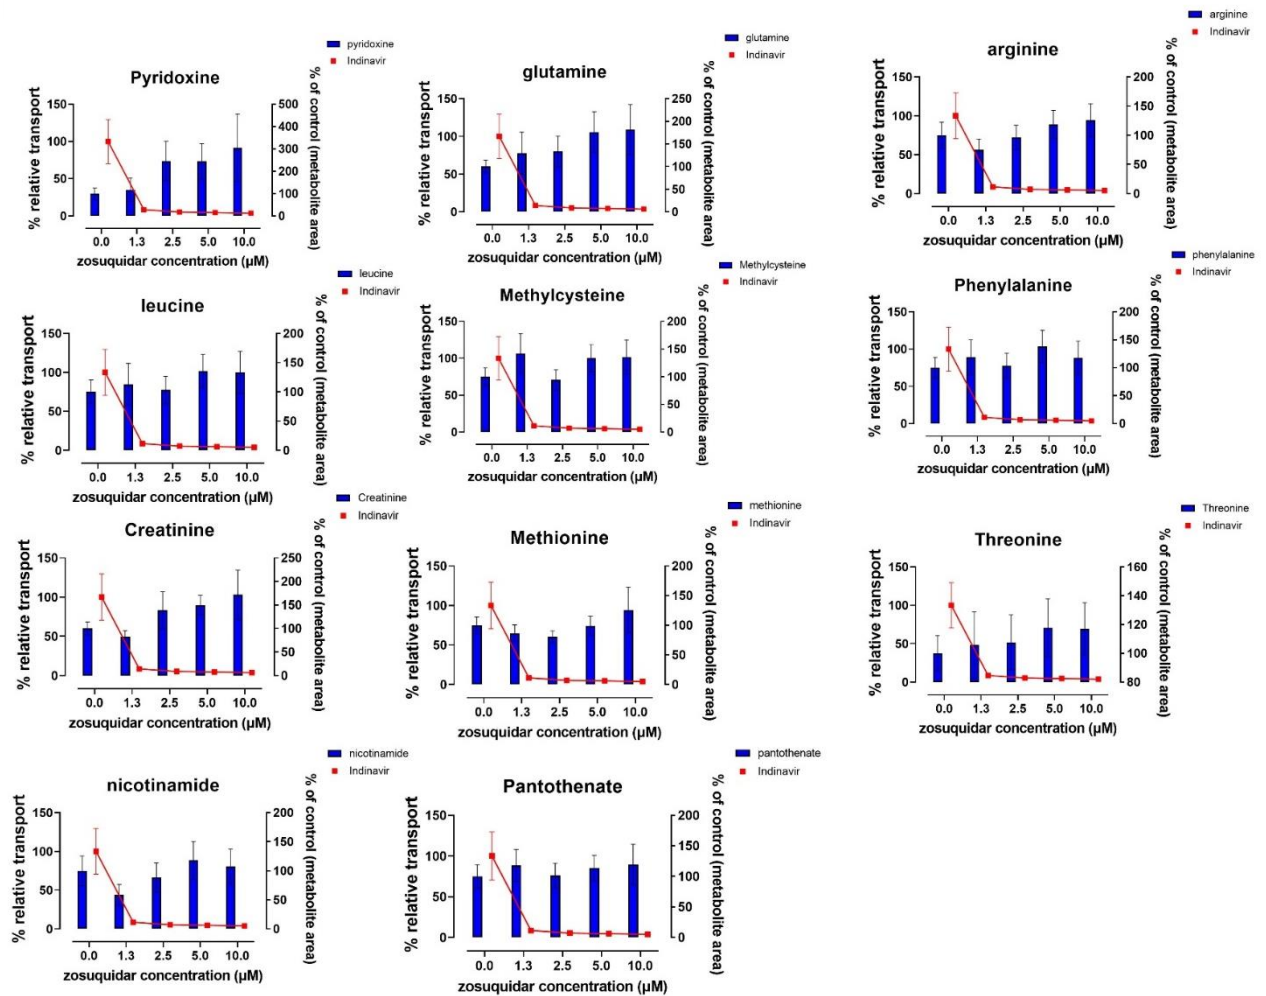 pyridoxine
Indinavir
Pyridoxine
% relative transport
150
100
50
0
500
400
300
200
100
0
% of control (metabolite area)
0.0 1.3 2.5 5.0 10.0
zosuquidar concentration (µM)
glutamine
Indinavir
glutamine
% relative transport
150
100
50
0
250
200
150
100
50
0
% of control (metabolite area)
0.0 1.3 2.5 5.0 10.0
zosuquidar concentration (µM)
arginine
Indinavir
arginine
% relative transport
150
100
50
0
200
150
100
50
0
% of control (metabolite area)
0.0 1.3 2.5 5.0 10.0
zosuquidar concentration (µM)
leucine
Indinavir
leucine
% relative transport
150
100
50
0
200
150
100
50
0
% of control (metabolite area)
0.0 1.3 2.5 5.0 10.0
zosuquidar concentration (µM)
Methylcysteine
Indinavir
Methylcysteine
% relative transport
150
100
50
0
200
150
100
50
0
% of control (metabolite area)
0.0 1.3 2.5 5.0 10.0
zosuquidar concentration (µM)
phenylalanine
Indinavir
Phenylalanine
% relative transport
150
100
50
0
200
150
100
50
0
% of control (metabolite area)
0.0 1.3 2.5 5.0 10.0
zosuquidar concentration (µM)
Creatinine
Indinavir
Creatinine
% relative transport
150
100
50
0
250
200
150
100
50
0
% of control (metabolite area)
0.0 1.3 2.5 5.0 10.0
zosuquidar concentration (µM)
methionine
Indinavir
Methionine
% relative transport
150
100
50
0
200
150
100
50
0
% of control (metabolite area)
0.0 1.3 2.5 5.0 10.0
zosuquidar concentration (µM)
Threonine
Indinavir
Threonine
% relative transport
150
100
50
0
160
140
120
100
80
% of control (metabolite area)
0.0 1.3 2.5 5.0 10.0
zosuquidar concentration (µM)
nicotinamide
Indinavir
nicotinamide
% relative transport
150
100
50
0
200
150
100
50
0
% of control (metabolite area)
0.0 1.3 2.5 5.0 10.0
zosuquidar concentration (µM)
pantothenate
Indinavir
Pantothenate
% relative transport
150
100
50
0
200
150
100
50
0
% of control (metabolite area)
0.0 1.3 2.5 5.0 10.0
zosuquidar concentration (µM)